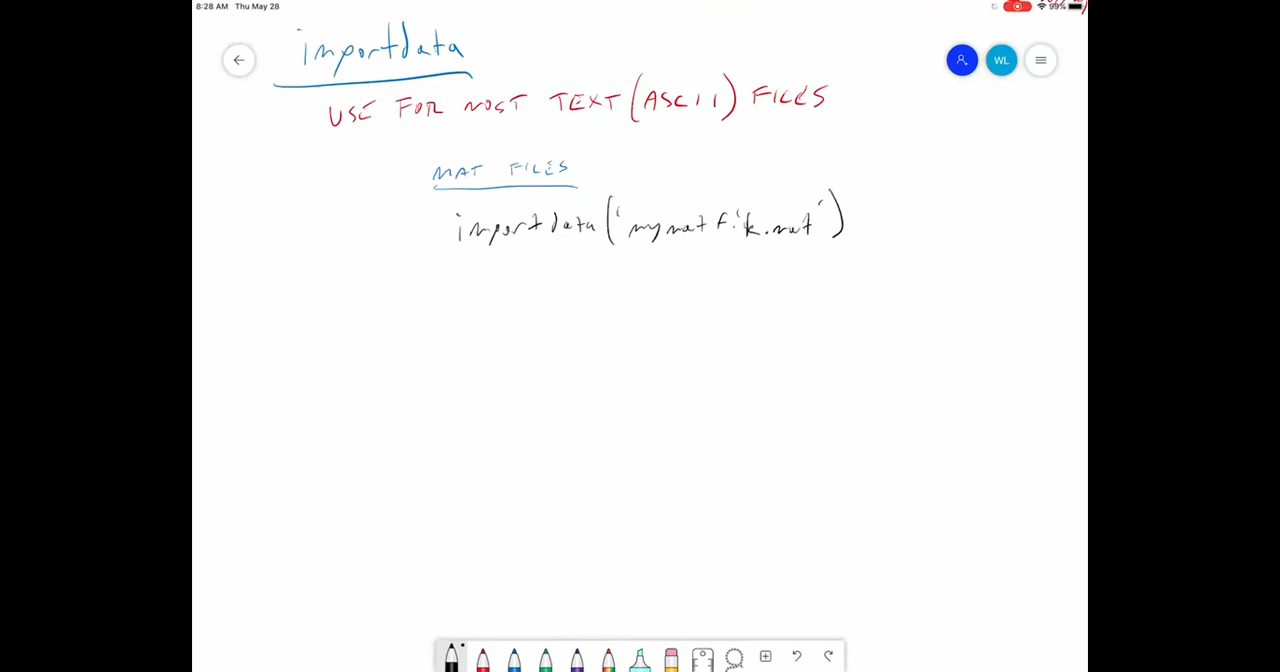 8:28 AM Thu May 28
99%
importdata
WL
USE FOR MOST TEXT (ASCII) FILES
MAT FILES
importdata('mymatfile.mat')